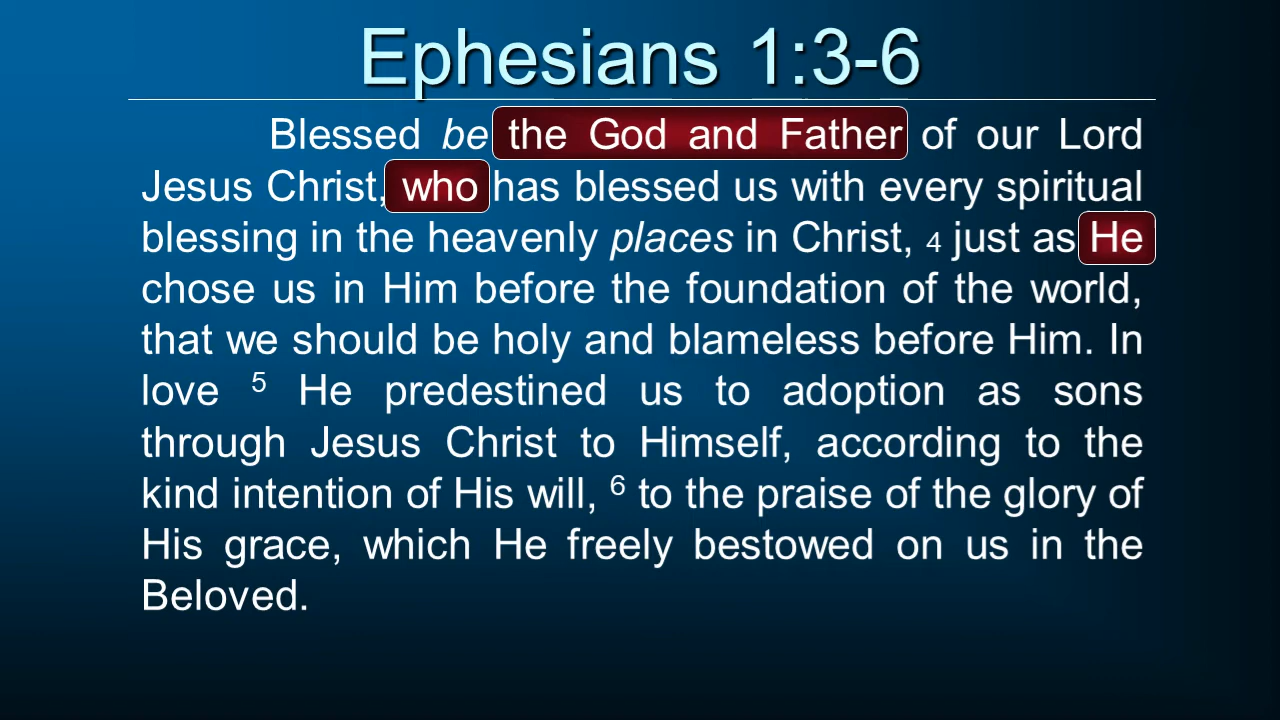 Ephesians 1:3-6
Blessed be the God and Father of our Lord
Jesus Christ, who has blessed us with every spiritual
blessing in the heavenly places in Christ, 4 just as He
chose us in Him before the foundation of the world,
that we should be holy and blameless before Him. In
love 5 He predestined us to adoption as sons
through Jesus Christ to Himself, according to the
kind intention of His will, 6 to the praise of the glory of
His grace, which He freely bestowed on us in the
Beloved.